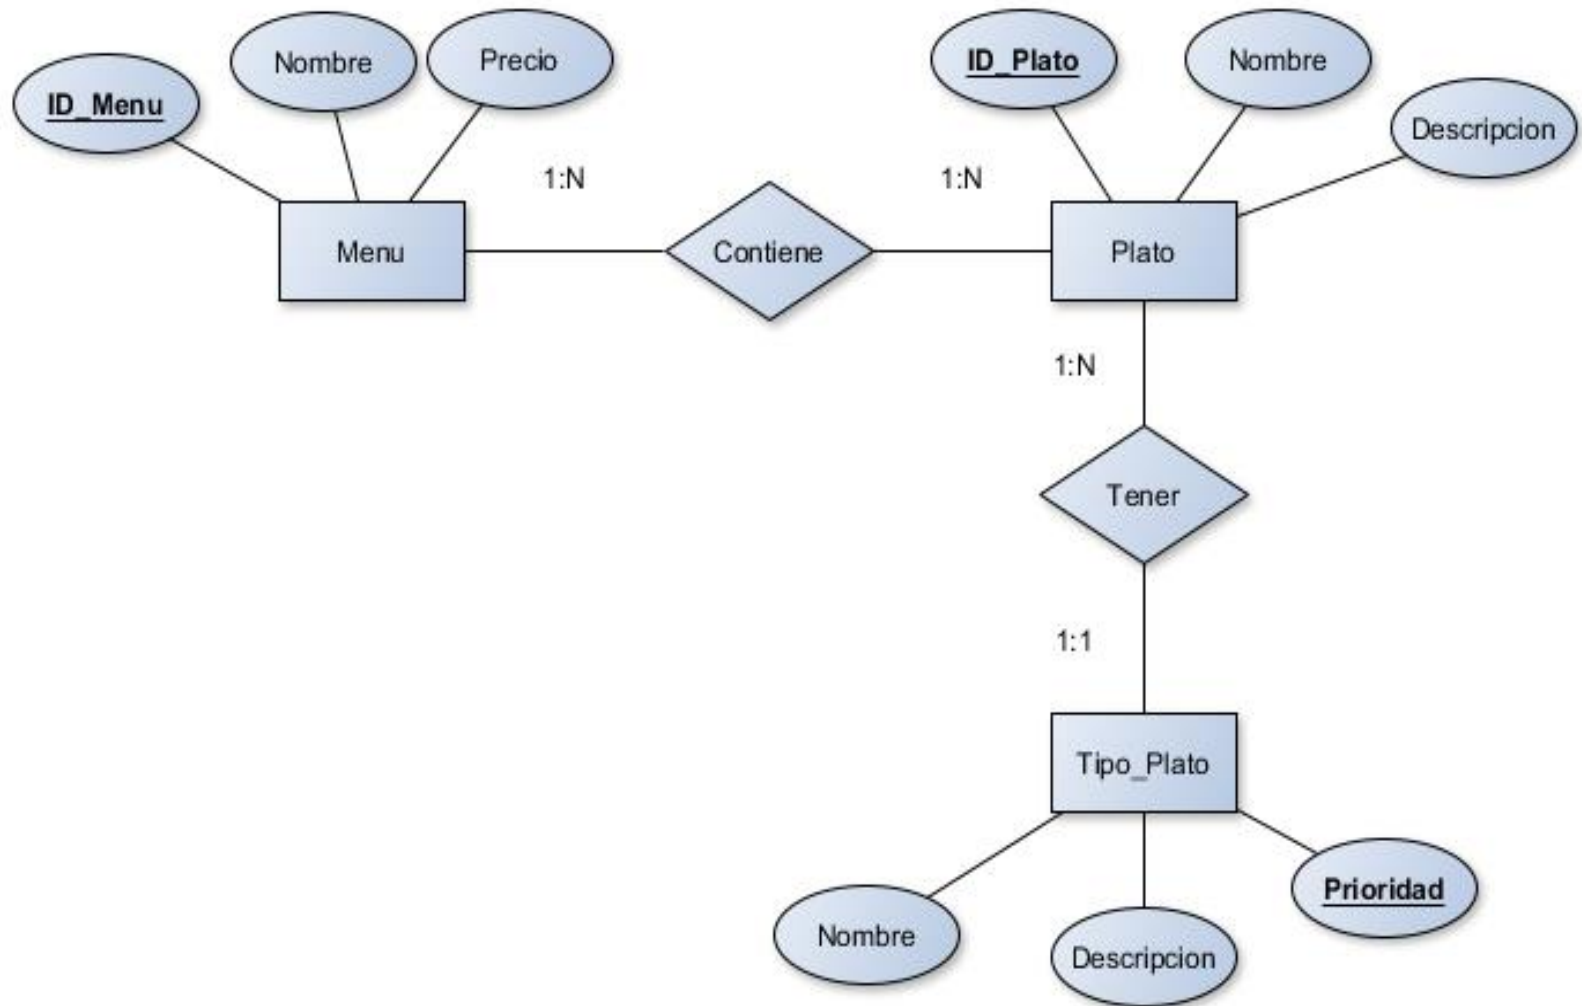 ID_Menu
Nombre
Precio
ID_Plato
Nombre
Descripcion
1:N
1:N
Menu
Contiene
Plato
1:N
Tener
1:1
Tipo_Plato
Nombre
Descripcion
Prioridad